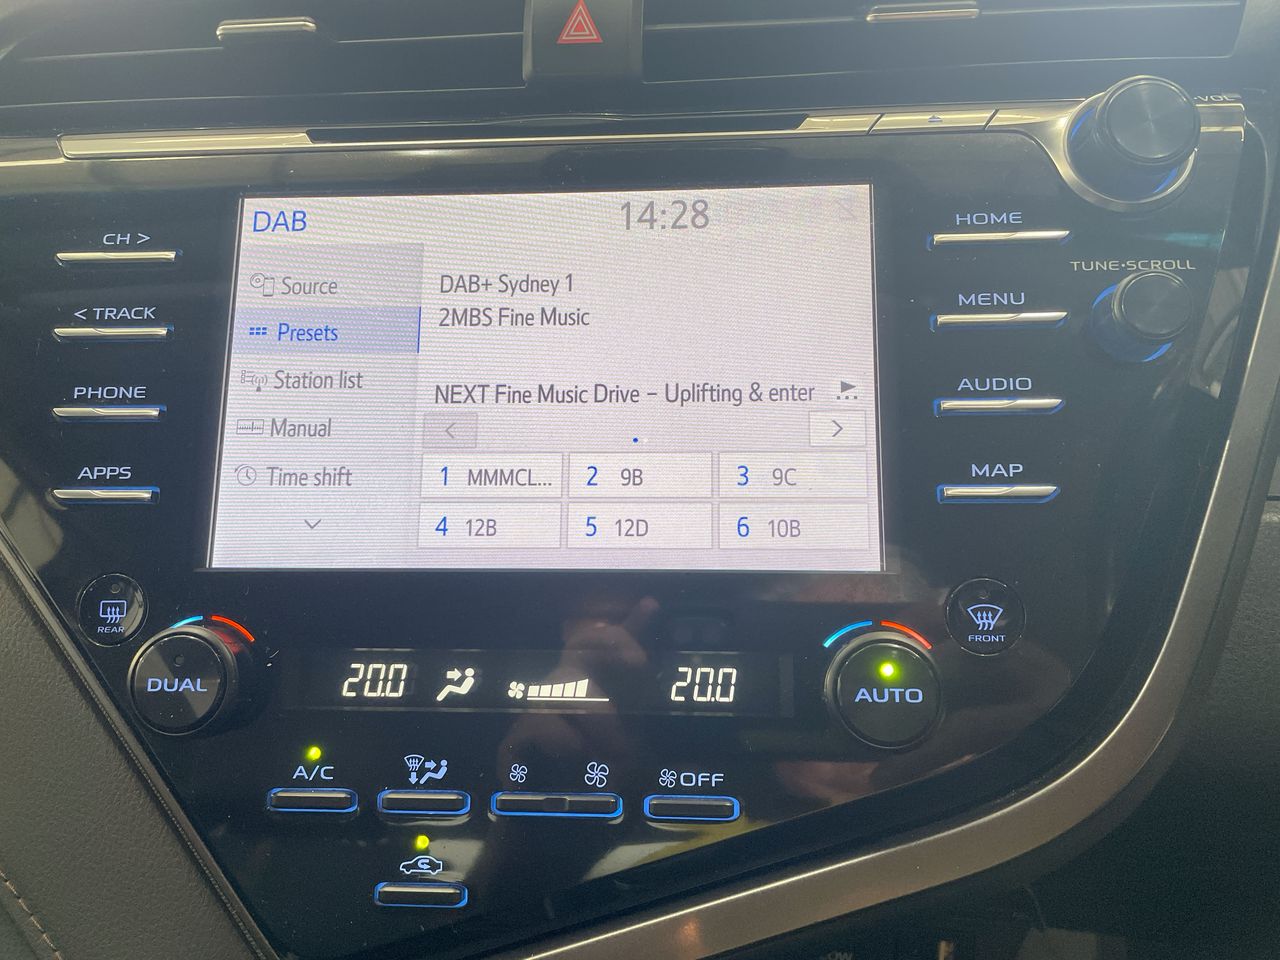 VOL
DAB
14:28
CH >
HOME
Source
DAB+ Sydney 1
TUNE•SCROLL
< TRACK
Presets
2MBS Fine Music
MENU
PHONE
Station list
NEXT Fine Music Drive – Uplifting & enter
AUDIO
Manual
< >
APPS
Time shift
1 MMMCL... 2 9B 3 9C
MAP
4 12B 5 12D 6 10B
REAR
FRONT
DUAL
20.0
20.0
AUTO
A/C
OFF